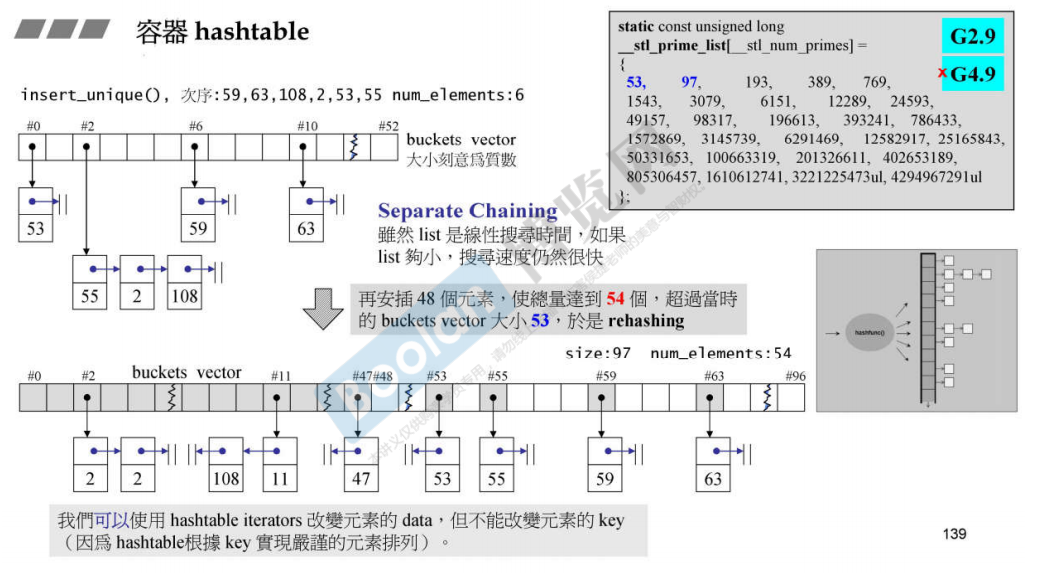 容器 hashtable
static const unsigned long
__stl_prime_list[__stl_num_primes] =
{
53, 97, 193, 389, 769,
1543, 3079, 6151, 12289, 24593,
49157, 98317, 196613, 393241, 786433,
1572869, 3145739, 6291469, 12582917, 25165843,
50331653, 100663319, 201326611, 402653189,
805306457, 1610612741, 3221225473ul, 4294967291ul
};
G2.9
x G4.9
insert_unique(), 次序:59,63,108,2,53,55 num_elements:6
#0 #2 #6 #10 #52
buckets vector
大小刻意爲質數
53 59 63
55 2 108
Separate Chaining
雖然 list 是線性搜尋時間，如果
list 夠小，搜尋速度仍然很快
再安插 48 個元素，使總量達到 54 個，超過當時
的 buckets vector 大小 53，於是 rehashing
hashfunc()
size:97 num_elements:54
buckets vector
#0 #2 #11 #47 #48 #53 #55 #59 #63 #96
2 2 108 11 47 53 55 59 63
我們可以使用 hashtable iterators 改變元素的 data，但不能改變元素的 key
（因爲 hashtable根據 key 實現嚴謹的元素排列）。
139
Boolan 博览网